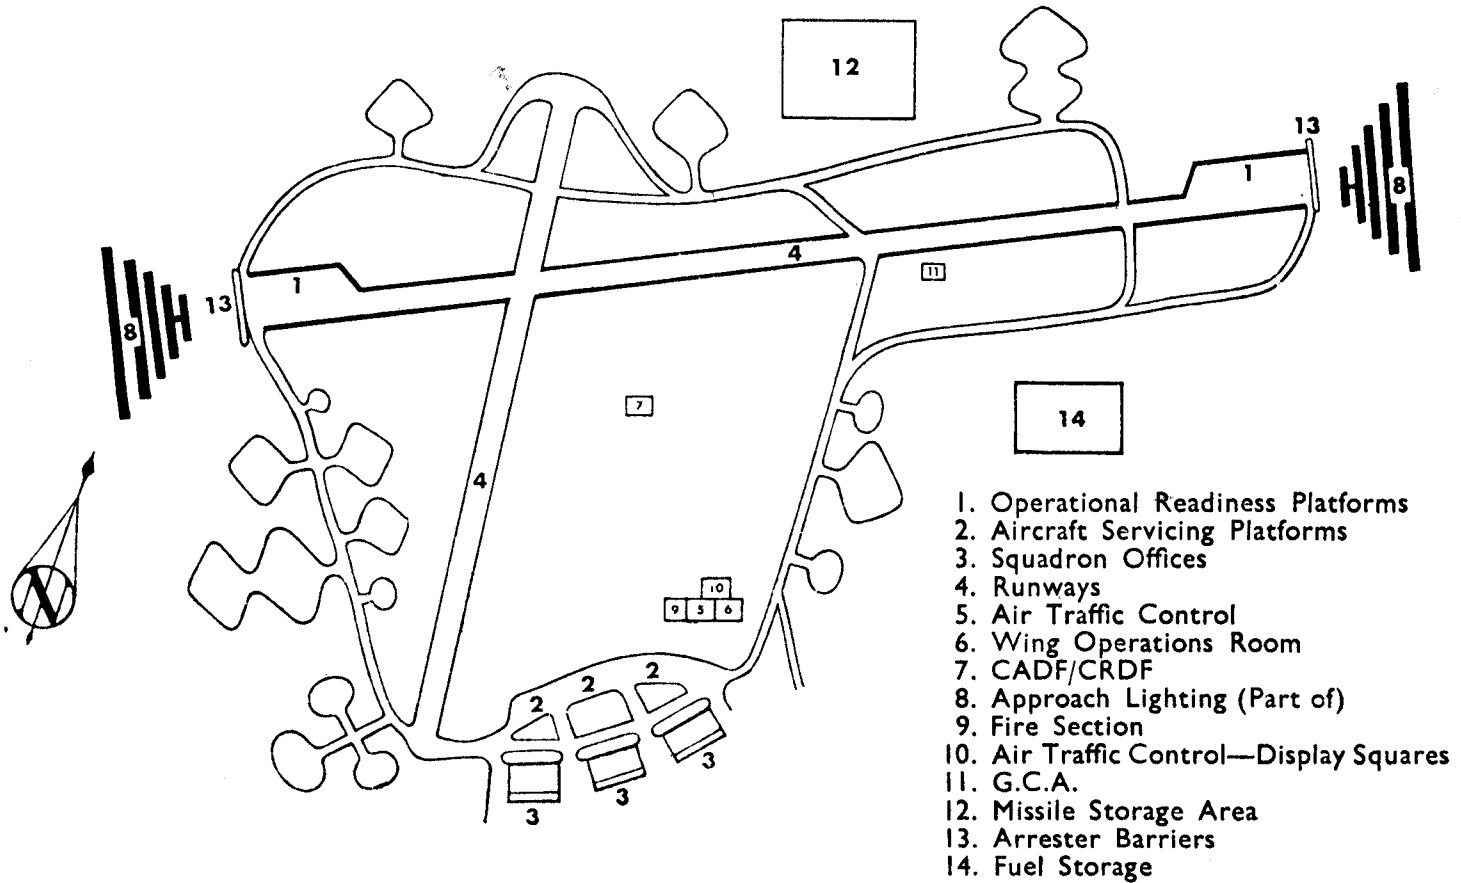 12
13
1
8
4
11
1
13
8
7
14
4
10
9 5 6
2
2
2
3
3
3
N
1. Operational Readiness Platforms
2. Aircraft Servicing Platforms
3. Squadron Offices
4. Runways
5. Air Traffic Control
6. Wing Operations Room
7. CADF/CRDF
8. Approach Lighting (Part of)
9. Fire Section
10. Air Traffic Control—Display Squares
11. G.C.A.
12. Missile Storage Area
13. Arrester Barriers
14. Fuel Storage